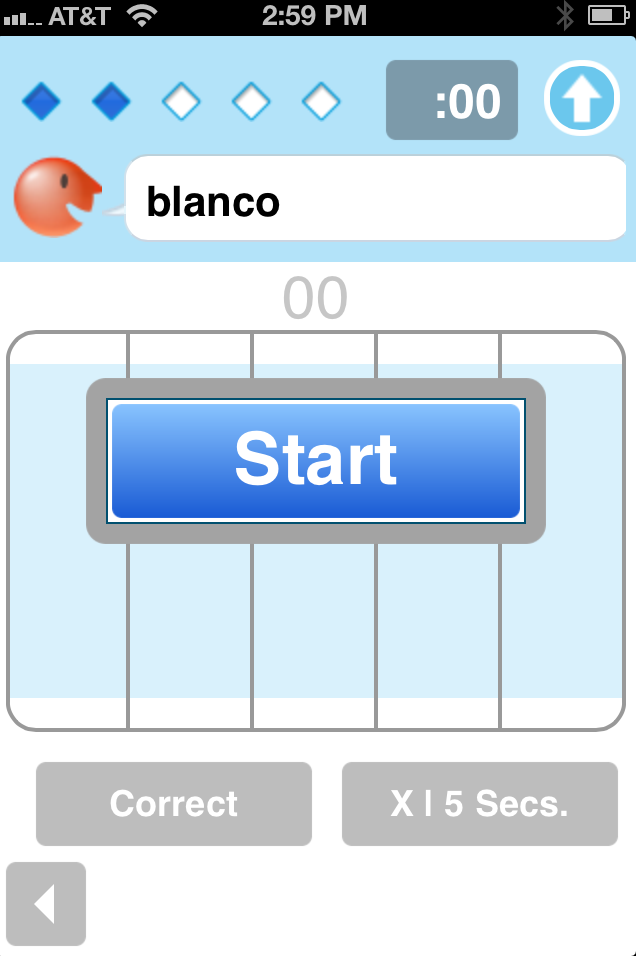 AT&T 2:59 PM
:00
blanco
00
Start
Correct X | 5 Secs.